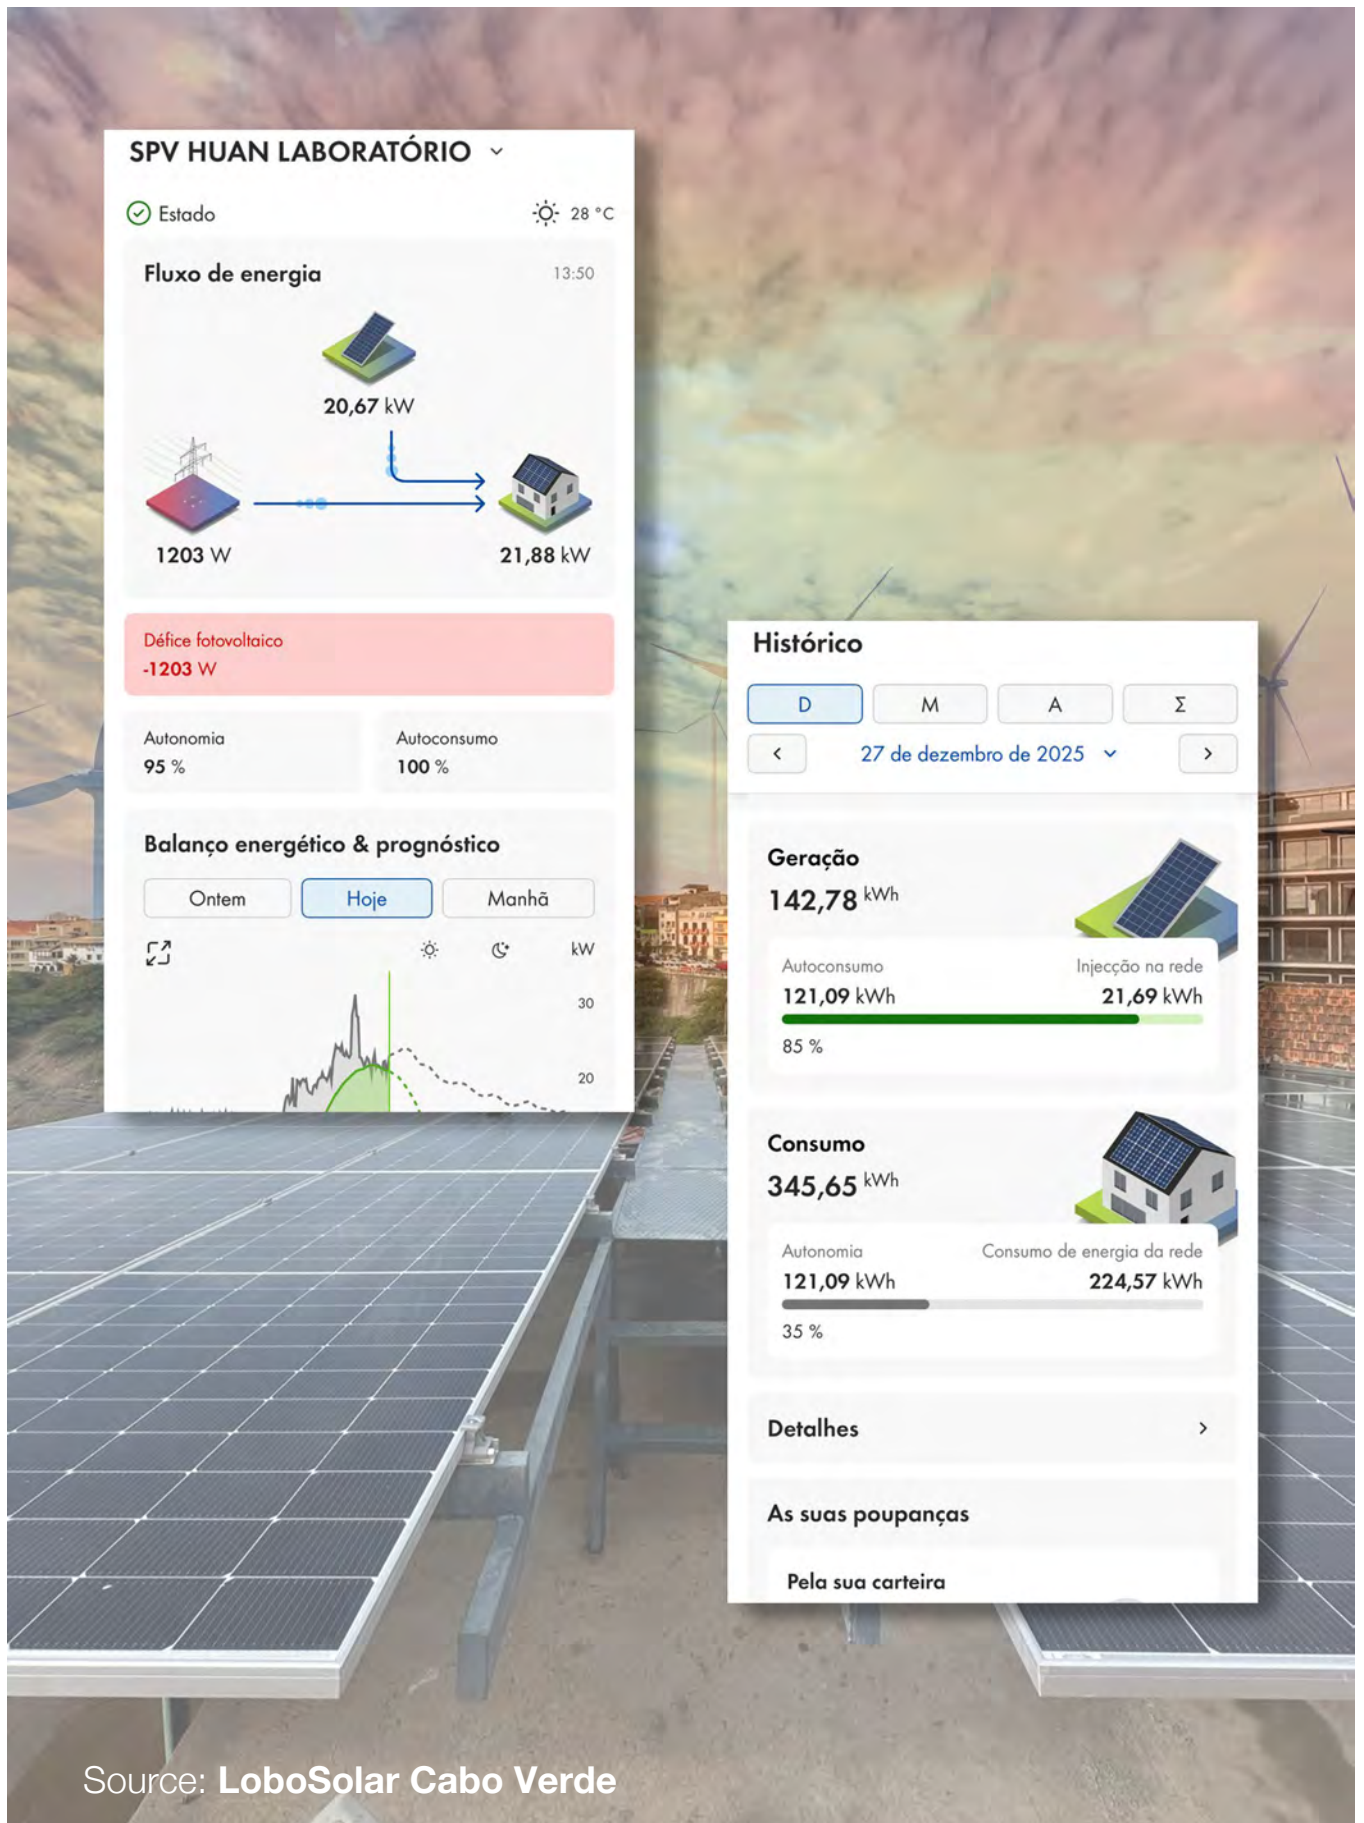 SPV HUAN LABORATÓRIO
Estado
28 °C
Fluxo de energia
13:50
20,67 kW
1203 W
21,88 kW
Défice fotovoltaico
-1203 W
Autonomia
95 %
Autoconsumo
100 %
Balanço energético & prognóstico
Ontem
Hoje
Manhã
kW
30
20
Histórico
D
M
A
Σ
27 de dezembro de 2025
Geração
142,78 kWh
Autoconsumo
121,09 kWh
Injecção na rede
21,69 kWh
85 %
Consumo
345,65 kWh
Autonomia
121,09 kWh
Consumo de energia da rede
224,57 kWh
35 %
Detalhes
As suas poupanças
Pela sua carteira
Source: LoboSolar Cabo Verde